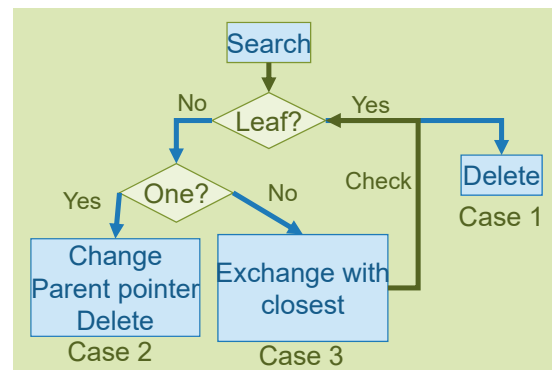 Search
Leaf?
No
Yes
One?
Yes
No
Check
Delete
Case 1
Change
Parent pointer
Delete
Case 2
Exchange with
closest
Case 3